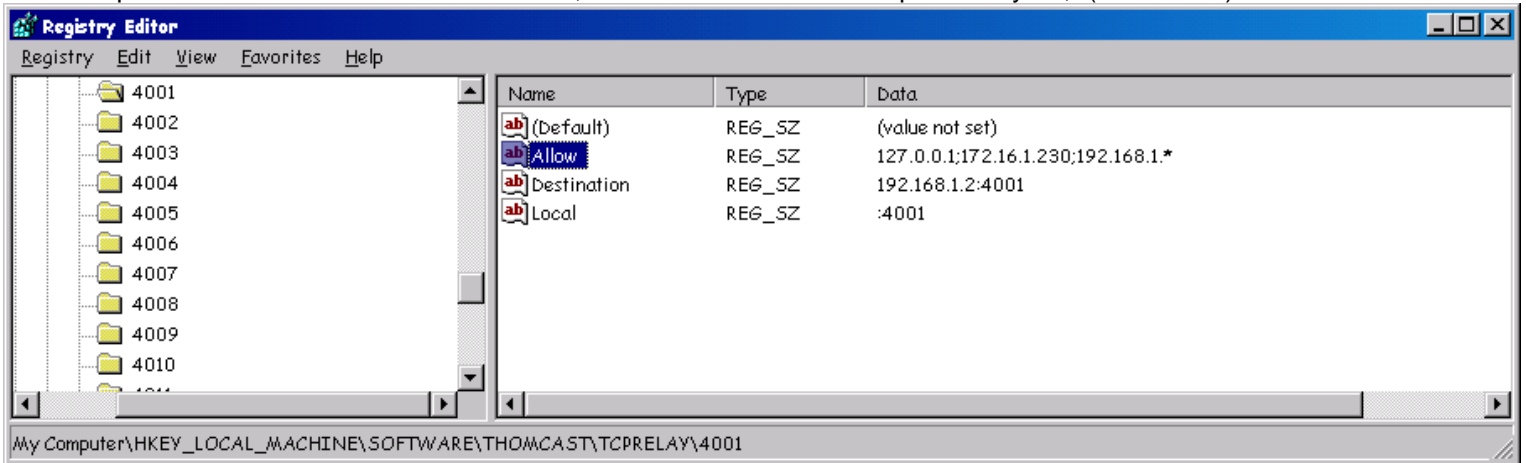 Registry Editor
Registry Edit View Favorites Help
4001
4002
4003
4004
4005
4006
4007
4008
4009
4010
Name Type Data
(Default) REG_SZ (value not set)
Allow REG_SZ 127.0.0.1;172.16.1.230;192.168.1.*
Destination REG_SZ 192.168.1.2:4001
Local REG_SZ :4001
My Computer\HKEY_LOCAL_MACHINE\SOFTWARE\THOMCAST\TCPRELAY\4001